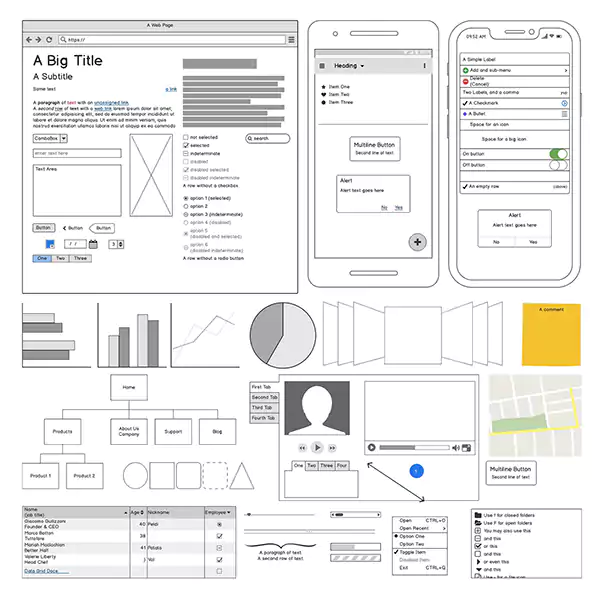 A Web Page
https://
A Big Title
A Subtitle
Some text a link
A paragraph of text with an unassigned link.
A second row of text with a web link lorem ipsum dolor sit amet,
consectetur adipiscing elit, sed do eiusmod tempor incididunt ut
labore et dolore magna aliqua. Ut enim ad minim veniam, quis
nostrud exercitation ullamco laboris nisi ut aliquip ex ea commodo
ComboBox
enter text here
Text Area
Button
Button
Button
/ /
3
One Two Three
not selected
selected
indeterminate
disabled
disabled selected
disabled indeterminate
A row without a checkbox
search
option 1 (selected)
option 2
option 3 (indeterminate)
option 4 (disabled)
option 5
(disabled and selected)
option 6
(disabled indeterminate)
A row without a radio button
Heading
Item One
Item Two
Item Three
Multiline Button
Second line of text
Alert
Alert text goes here
No Yes
09:52 AM
A Simple Label
Add and sub-menu
Delete
(Cancel)
Two Labels, and a comma
A Checkmark
A Bullet
Space for an icon
Space for a big icon
On button
Off button
An empty row
(above)
Alert
Alert text goes here
No Yes
A comment
Home
Products
About Us
Company
Support
Blog
Product 1
Product 2
First Tab
Second Tab
Third Tab
Fourth Tab
One Two Three Four
1
Multiline Button
Second line of text
Name
(job title) Age Nickname Employee
Giacomo Guilizzoni
Founder & CEO 40 Peldi
Marco Botton
Tuttofare 38
Mariah Maclachlan
Better Half 41 Patata
Valerie Liberty
Head Chef :) Val
Data Grid Docs
A paragraph of text.
A second row of text.
Open CTRL+O
Open Recent
Option One
Option Two
Toggle Item
Disabled Item
Exit CTRL+Q
Use f for closed folders
Use F for open folders
You may also use this
and this
or this
and this
or even this
and this